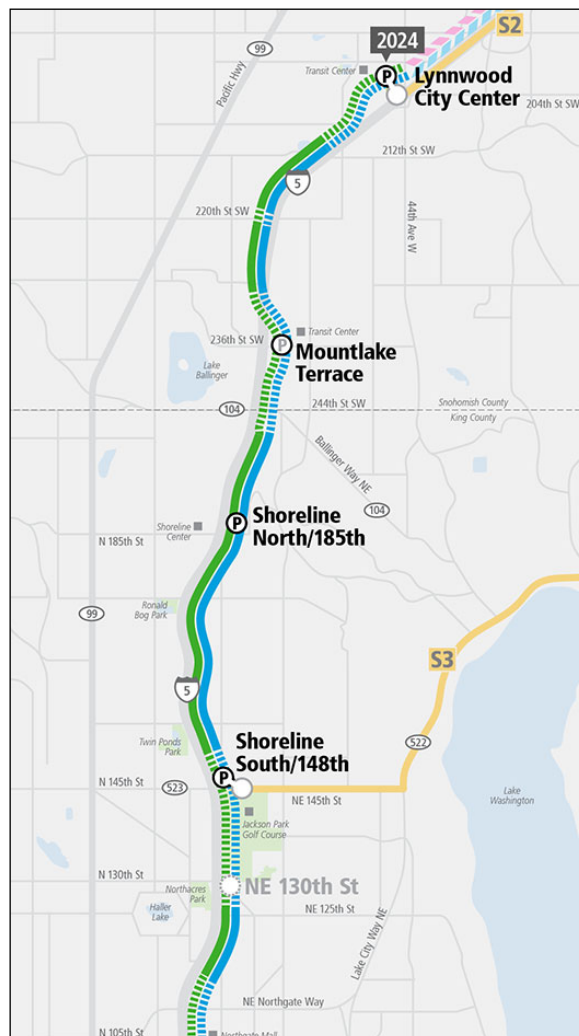 S2
2024
99
Transit Center
P
Lynnwood
City Center
Pacific Hwy
204th St SW
212th St SW
5
44th Ave W
220th St SW
Transit Center
236th St SW
P
Mountlake
Terrace
Lake
Ballinger
104
244th St SW
Snohomish County
King County
Ballinger Way NE
104
P
Shoreline
North/185th
Shoreline
Center
N 185th St
99
Ronald
Bog Park
S3
5
Twin Ponds
Park
Shoreline
South/148th
522
P
N 145th St
523
NE 145th St
Lake
Washington
Jackson Park
Golf Course
N 130th St
Northacres
Park
NE 130th St
Haller
Lake
NE 125th St
Lake City Way NE
NE Northgate Way
N 105th St
Northgate Mall